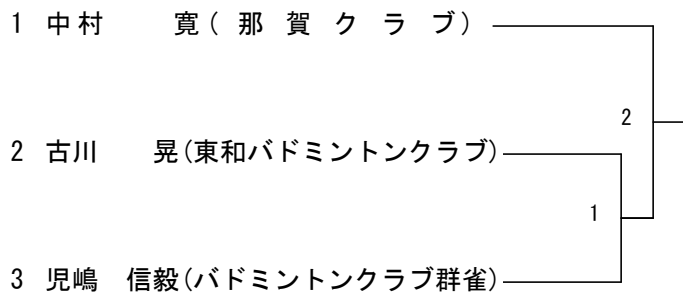 1 中村　　寛(那賀クラブ)
2
2 古川　　晃(東和バドミントンクラブ)
1
3 児嶋　信毅(バドミントンクラブ群雀)